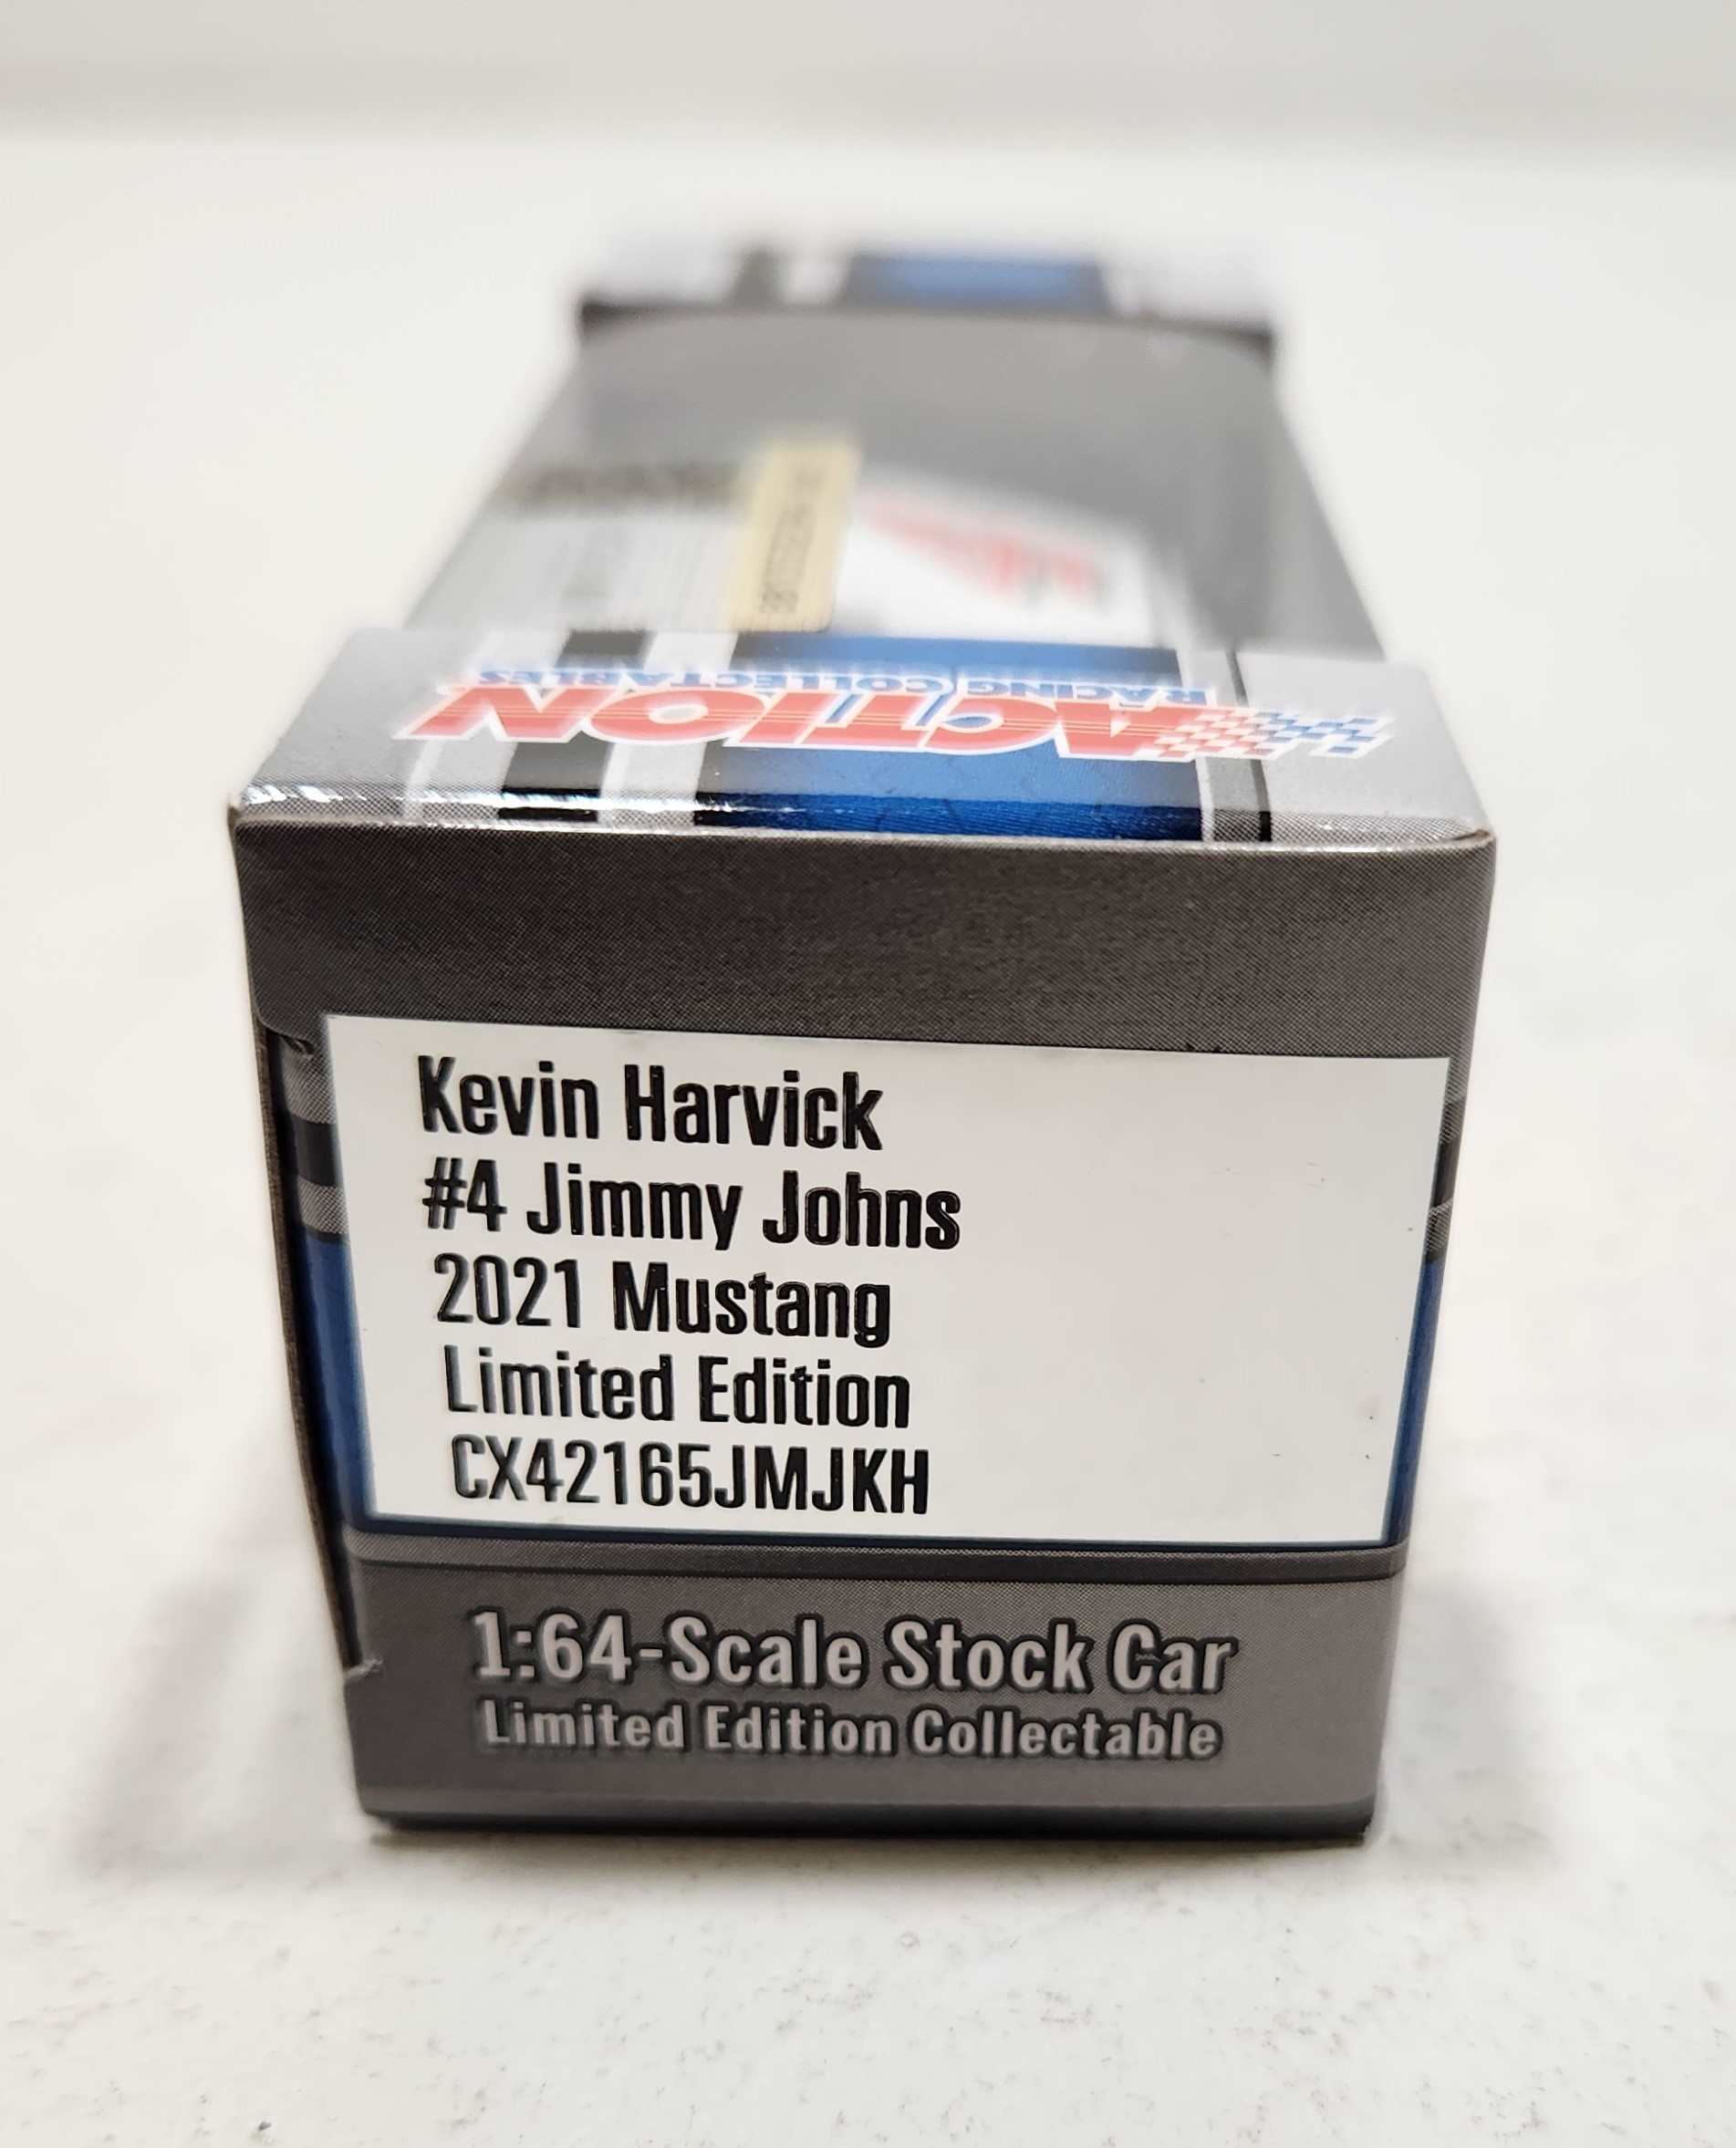 ACTION
RACING COLLECTABLES
Kevin Harvick
#4 Jimmy Johns
2021 Mustang
Limited Edition
CX42165JMJKH
1:64-Scale Stock Car
Limited Edition Collectable